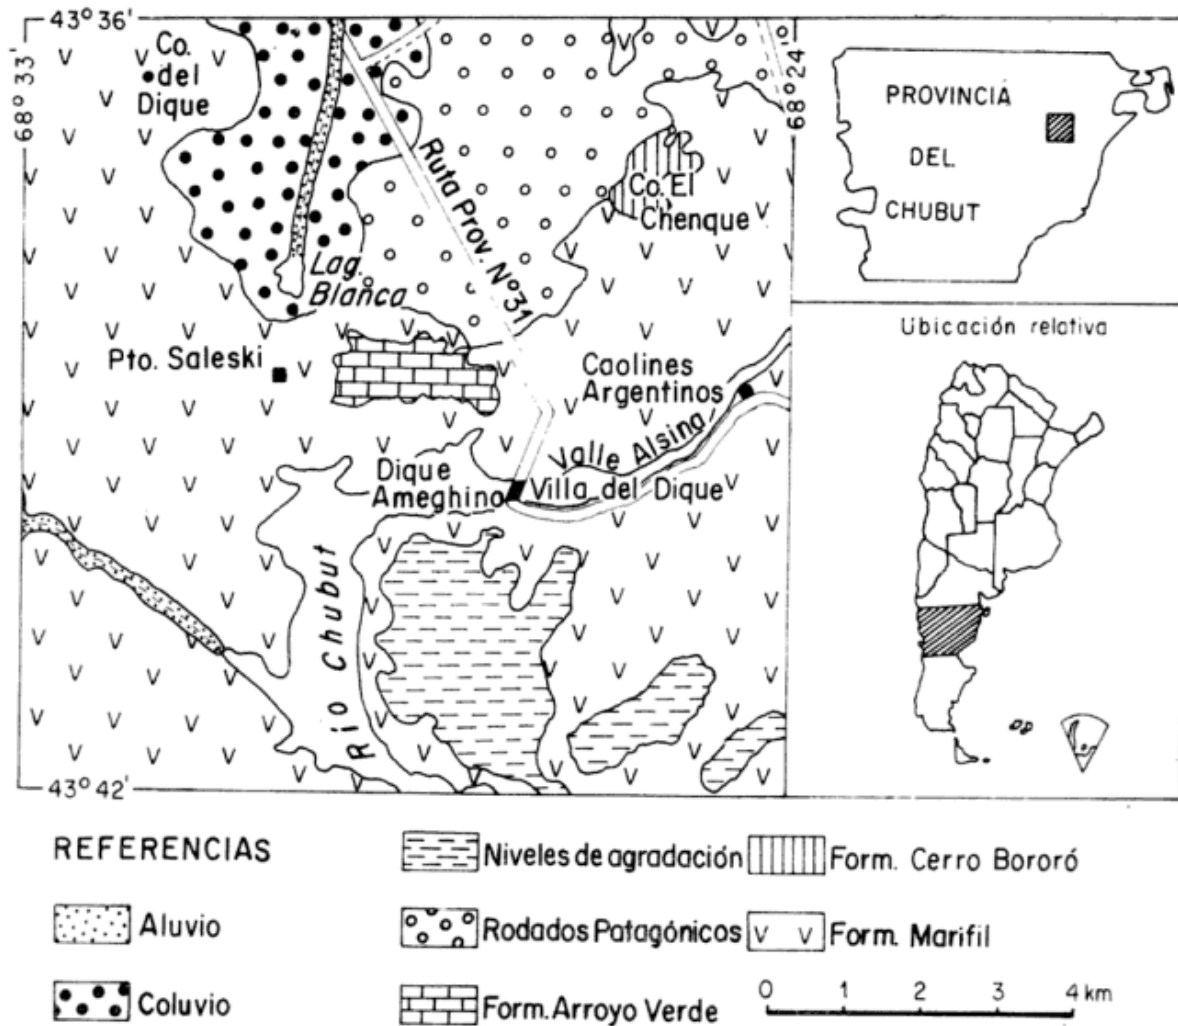 43° 36'
68° 33'
68° 24'
Co.
del
Dique
Ruta Prov. Nº 31
Co. El
Chenque
Lag.
Blanca
Pto. Saleski
Caolines
Argentinos
Valle Alsina
Dique
Ameghino
Villa del Dique
Río Chubut
43° 42'
PROVINCIA
DEL
CHUBUT
Ubicación relativa
REFERENCIAS
Aluvio
Coluvio
Niveles de agradación
Rodados Patagónicos
Form. Arroyo Verde
Form. Cerro Bororó
Form. Marifil
0 1 2 3 4 km